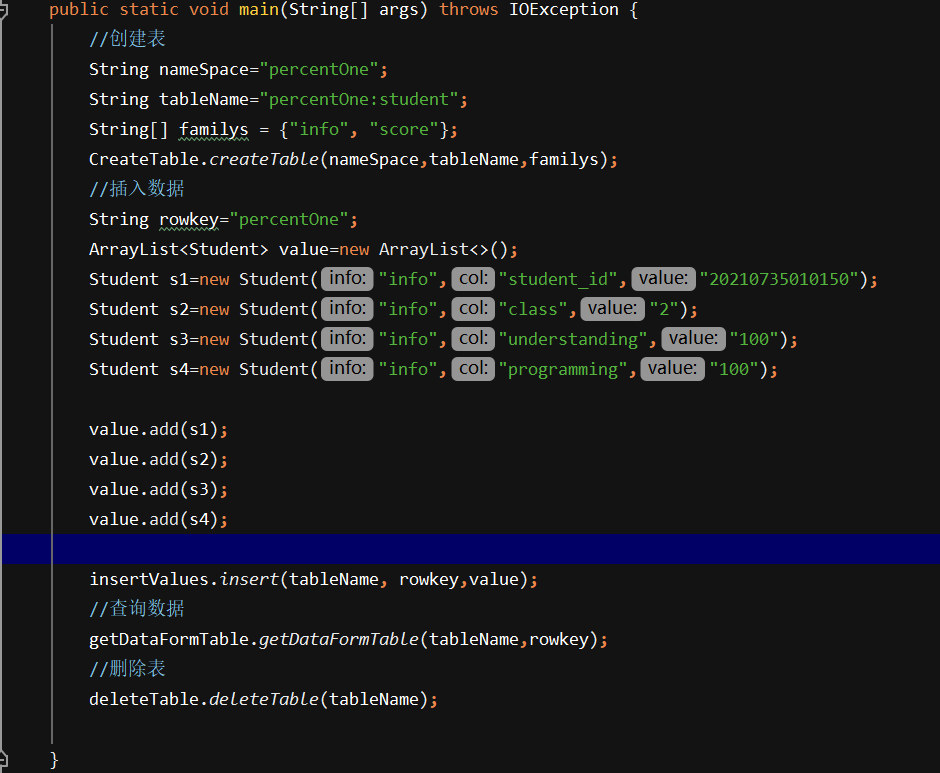 public static void main(String[] args) throws IOException {
//创建表
String nameSpace="percentOne";
String tableName="percentOne:student";
String[] familys = {"info", "score"};
CreateTable.createTable(nameSpace,tableName,familys);
//插入数据
String rowkey="percentOne";
ArrayList<Student> value=new ArrayList<>();
Student s1=new Student( info: "info", col: "student_id", value: "20210735010150");
Student s2=new Student( info: "info", col: "class", value: "2");
Student s3=new Student( info: "info", col: "understanding", value: "100");
Student s4=new Student( info: "info", col: "programming", value: "100");
value.add(s1);
value.add(s2);
value.add(s3);
value.add(s4);
insertValues.insert(tableName, rowkey,value);
//查询数据
getDataFormTable.getDataFormTable(tableName,rowkey);
//删除表
deleteTable.deleteTable(tableName);
}